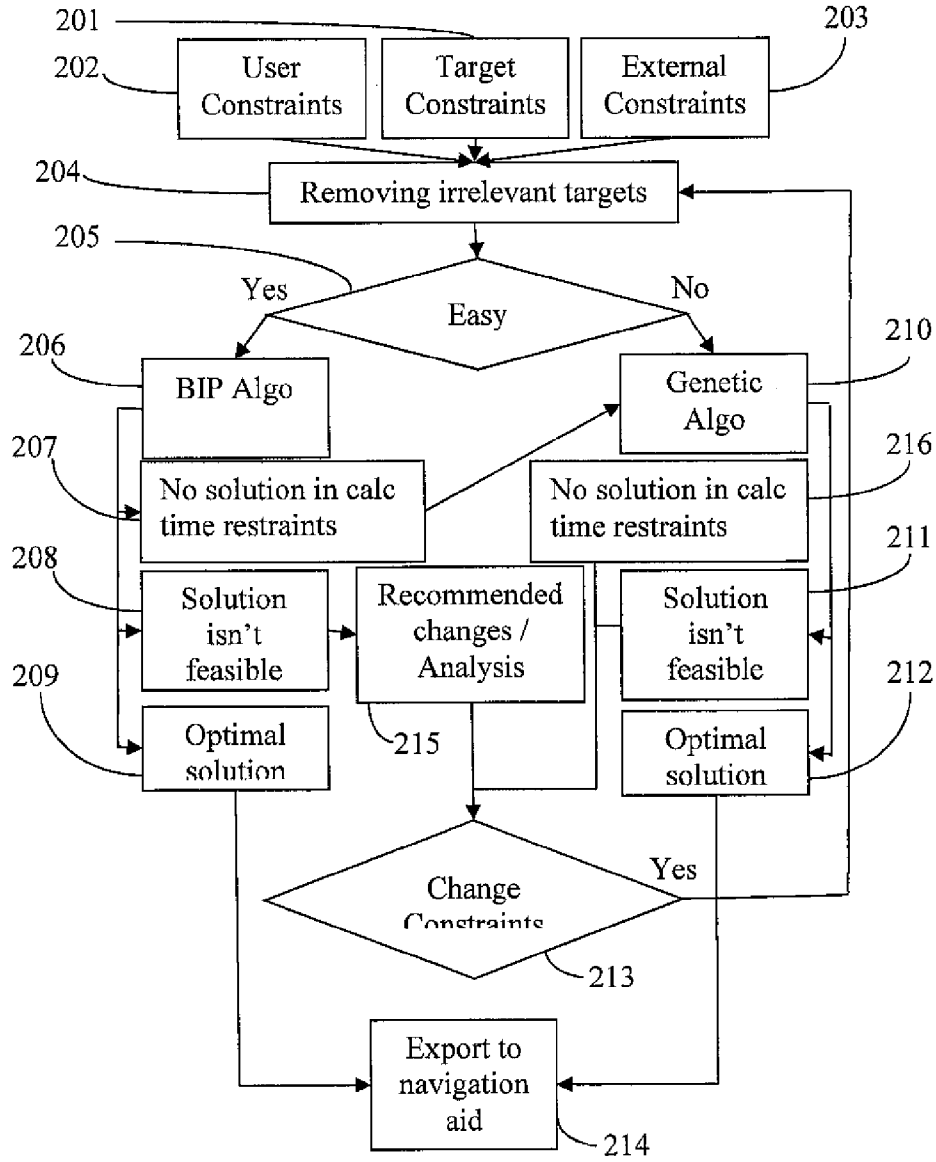 201
202
203
User
Constraints
Target
Constraints
External
Constraints
204
Removing irrelevant targets
205
Yes
No
Easy
206
BIP Algo
210
Genetic
Algo
207
No solution in calc
time restraints
216
No solution in calc
time restraints
208
Solution
isn't
feasible
Recommended
changes /
Analysis
211
Solution
isn't
feasible
209
Optimal
solution
215
212
Optimal
solution
Yes
Change
Constraints
213
Export to
navigation
aid
214